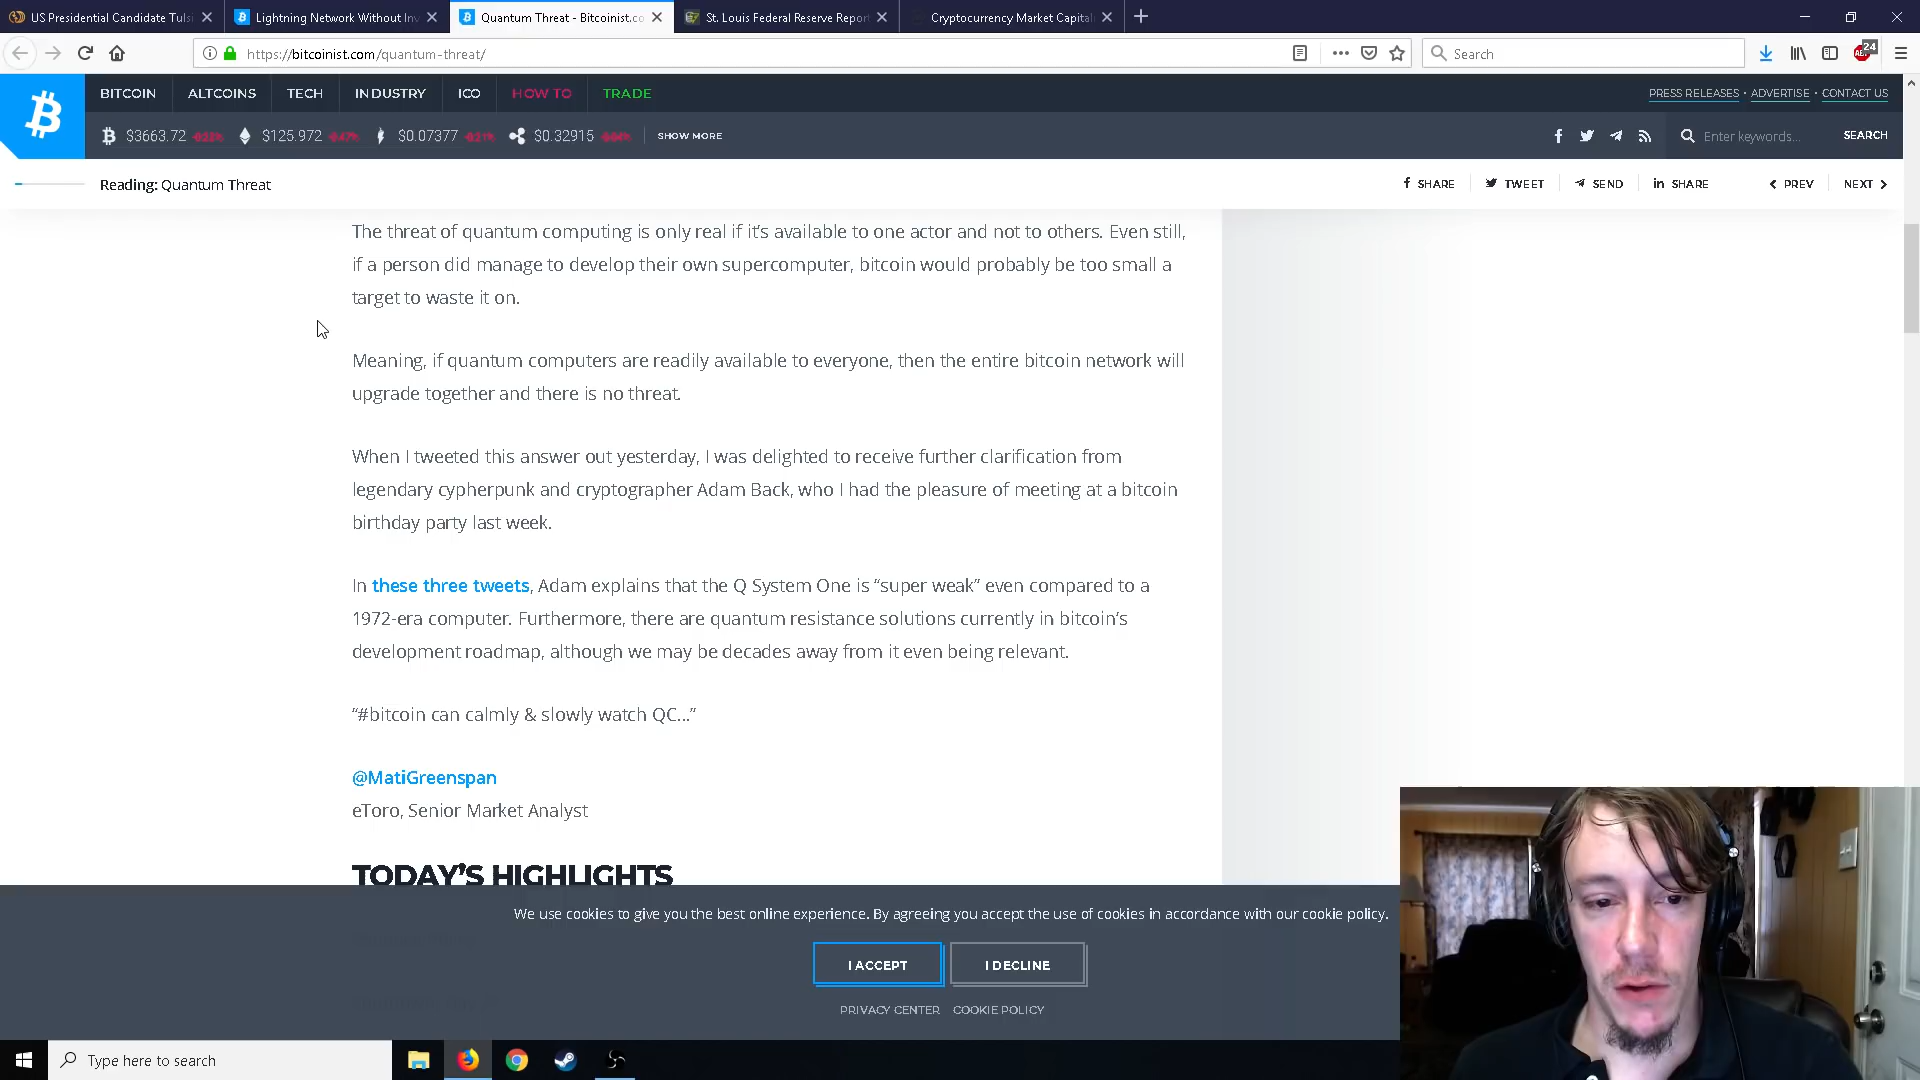 US Presidential Candidate Tulsi
Lightning Network Without In
Quantum Threat - Bitcoinist.co
St. Louis Federal Reserve Repor
Cryptocurrency Market Capital
https://bitcoinist.com/quantum-threat/
Search
24
BITCOIN ALTCOINS TECH INDUSTRY ICO HOW TO TRADE
PRESS RELEASES • ADVERTISE • CONTACT US
$3663.72 $125.972 $0.07377 $0.32915 SHOW MORE
Enter keywords... SEARCH
Reading: Quantum Threat
SHARE TWEET SEND SHARE PREV NEXT
The threat of quantum computing is only real if it's available to one actor and not to others. Even still,
if a person did manage to develop their own supercomputer, bitcoin would probably be too small a
target to waste it on.
Meaning, if quantum computers are readily available to everyone, then the entire bitcoin network will
upgrade together and there is no threat.
When I tweeted this answer out yesterday, I was delighted to receive further clarification from
legendary cypherpunk and cryptographer Adam Back, who I had the pleasure of meeting at a bitcoin
birthday party last week.
In these three tweets, Adam explains that the Q System One is “super weak” even compared to a
1972-era computer. Furthermore, there are quantum resistance solutions currently in bitcoin's
development roadmap, although we may be decades away from it even being relevant.
“#bitcoin can calmly & slowly watch QC...”
@MatiGreenspan
eToro, Senior Market Analyst
TODAY'S HIGHLIGHTS
We use cookies to give you the best online experience. By agreeing you accept the use of cookies in accordance with our cookie policy.
I ACCEPT I DECLINE
PRIVACY CENTER COOKIE POLICY
Type here to search